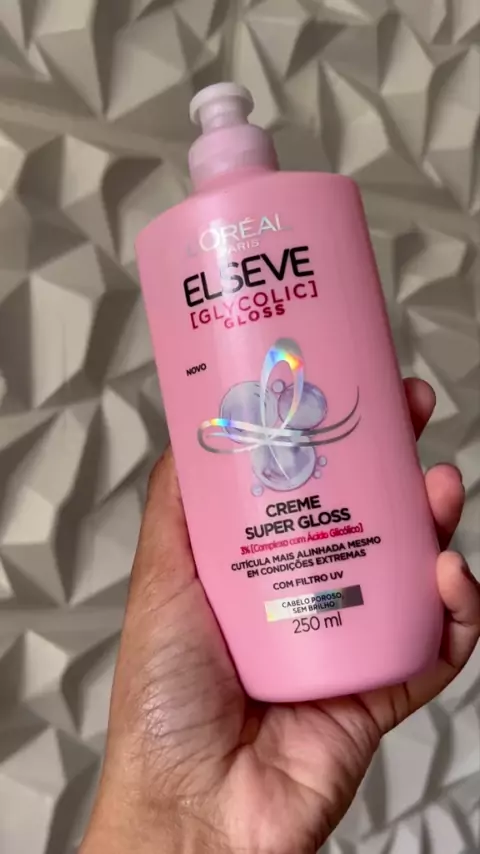 L'ORÉAL
PARIS
ELSEVE
[GLYCOLIC]
GLOSS
NOVO
CREME
SUPER GLOSS
3% [Complexo com Ácido Glicólico]
CUTÍCULA MAIS ALINHADA MESMO
EM CONDIÇÕES EXTREMAS
COM FILTRO UV
CABELO POROSO,
SEM BRILHO
250 ml